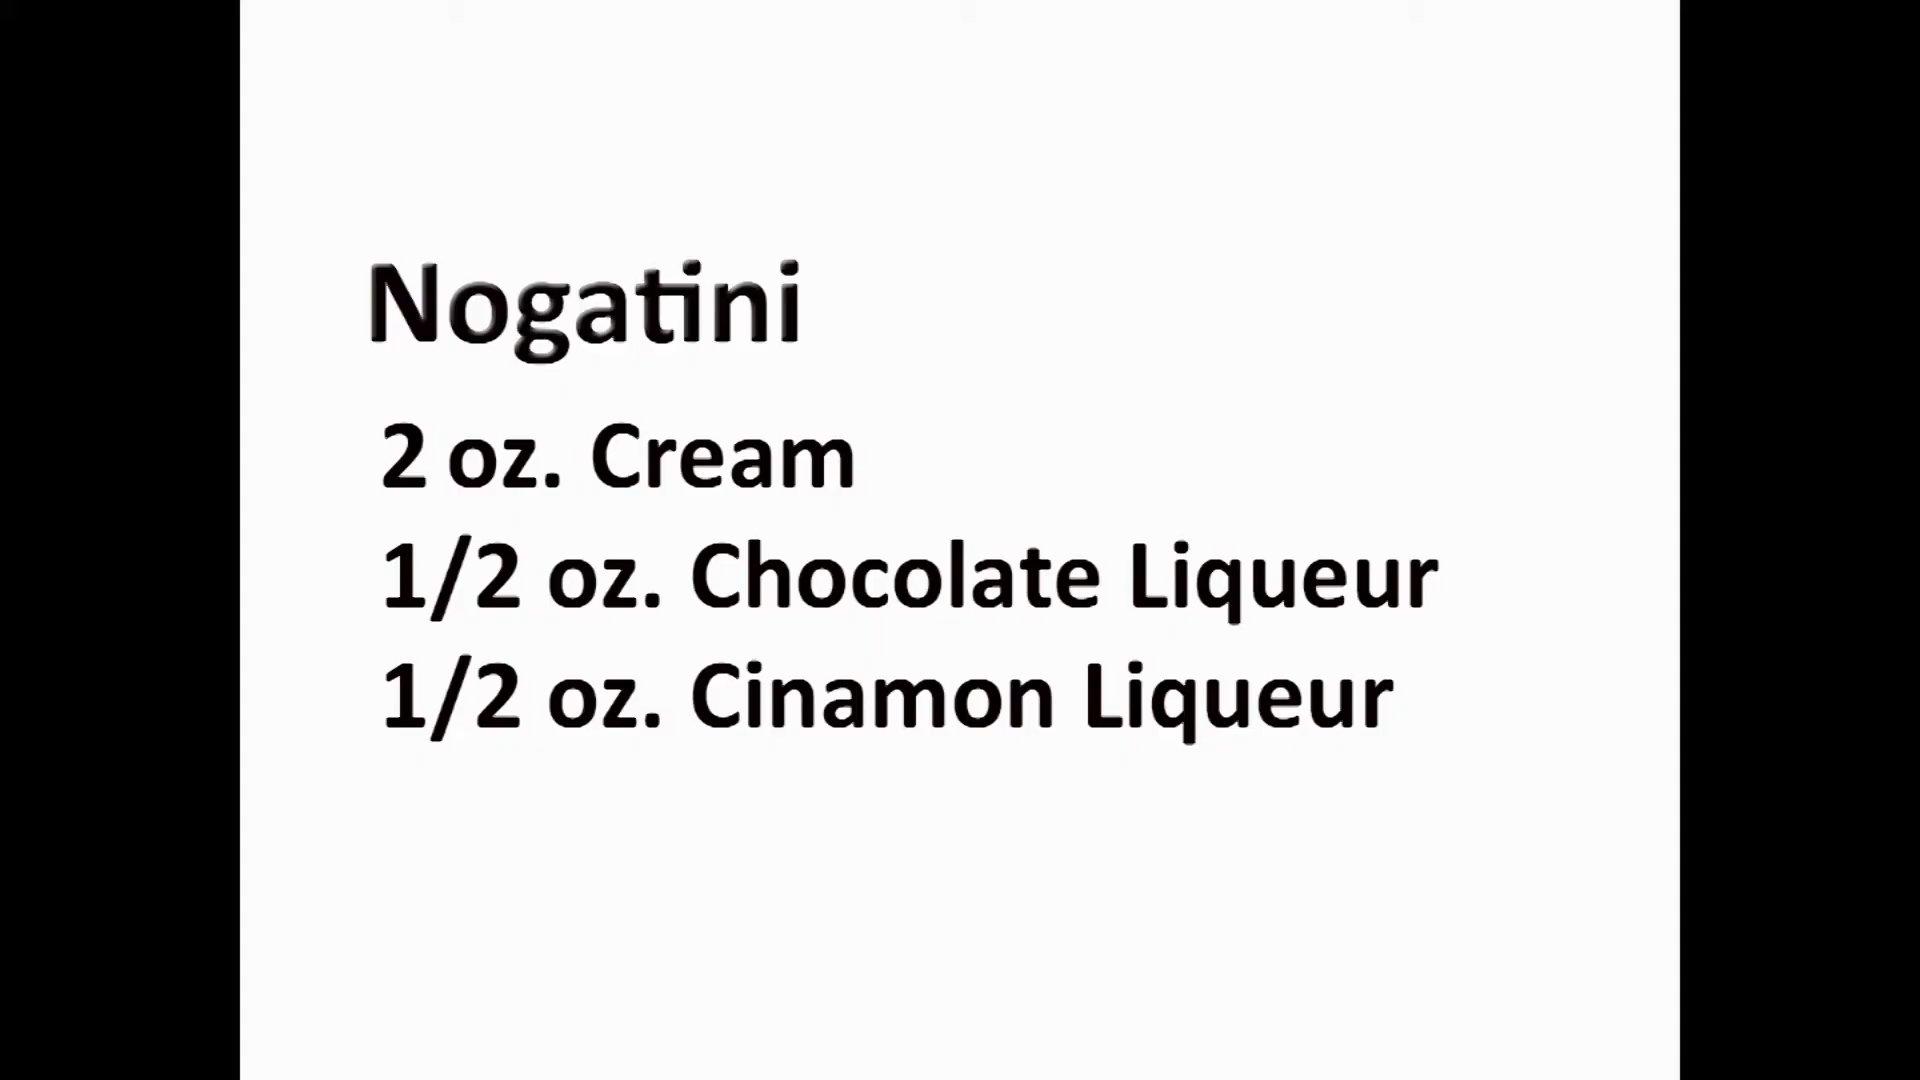 Nogatini
2 oz. Cream
1/2 oz. Chocolate Liqueur
1/2 oz. Cinamon Liqueur